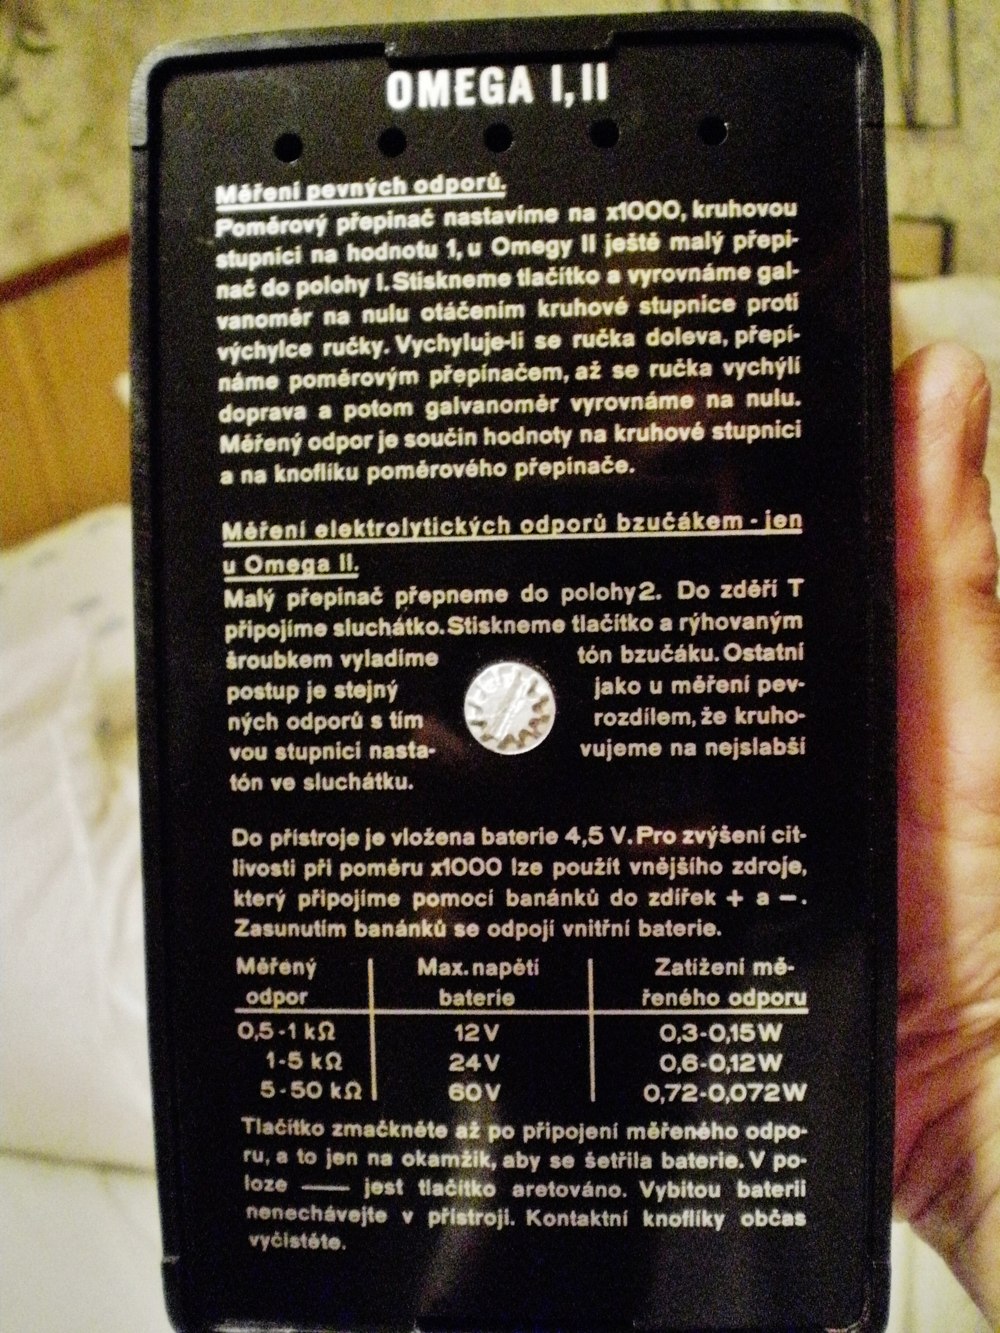 OMEGA I, II
Měření pevných odporů.
Poměrový přepinač nastavíme na x1000, kruhovou
stupnici na hodnotu 1, u Omegy II ještě malý přepi-
nač do polohy I. Stiskneme tlačítko a vyrovnáme gal-
vanoměr na nulu otáčením kruhové stupnice proti
výchylce ručky. Vychyluje-li se ručka doleva, přepí-
náme poměrovým přepínačem, až se ručka vychýlí
doprava a potom galvanoměr vyrovnáme na nulu.
Měřený odpor je součin hodnoty na kruhové stupnici
a na knoflíku poměrového přepínače.
Měření elektrolytických odporů bzučákem - jen
u Omega II.
Malý přepinač přepneme do polohy 2. Do zděří T
připojíme sluchátko. Stiskneme tlačítko a rýhovaným
šroubkem vyladíme tón bzučáku. Ostatní
postup je stejný jako u měření pev-
ných odporů s tím rozdílem, že kruho-
vou stupnici nasta- vujeme na nejslabší
tón ve sluchátku.
Do přístroje je vložena baterie 4,5 V. Pro zvýšení cit-
livosti při poměru x1000 lze použít vnějšího zdroje,
který připojíme pomocí banánků do zdířek + a −.
Zasunutím banánků se odpojí vnitřní baterie.
Měřený Max. napětí Zatížení mě-
odpor baterie řeného odporu
0,5-1 kΩ 12 V 0,3-0,15W
1-5 kΩ 24 V 0,6-0,12W
5-50 kΩ 60 V 0,72-0,072W
Tlačítko zmačkněte až po připojení měřeného odpo-
ru, a to jen na okamžik, aby se šetřila baterie. V po-
loze —— jest tlačítko aretováno. Vybitou baterii
nenechávejte v přístroji. Kontaktní knoflíky občas
vyčistěte.